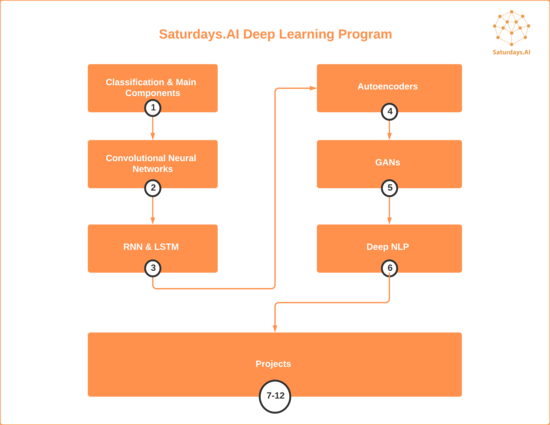 Saturdays.AI Deep Learning Program
Saturdays.AI
Classification & Main
Components
1
Convolutional Neural
Networks
2
RNN & LSTM
3
Autoencoders
4
GANs
5
Deep NLP
6
Projects
7-12